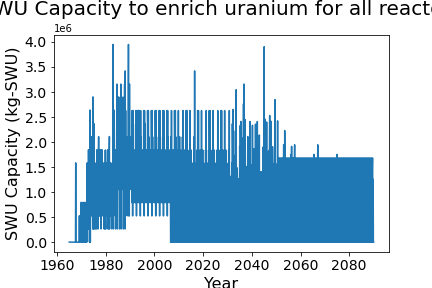 WU Capacity to enrich uranium for all reacto
1e6
4.0
3.5
3.0
2.5
2.0
1.5
1.0
0.5
0.0
SWU Capacity (kg-SWU)
1960 1980 2000 2020 2040 2060 2080
Year